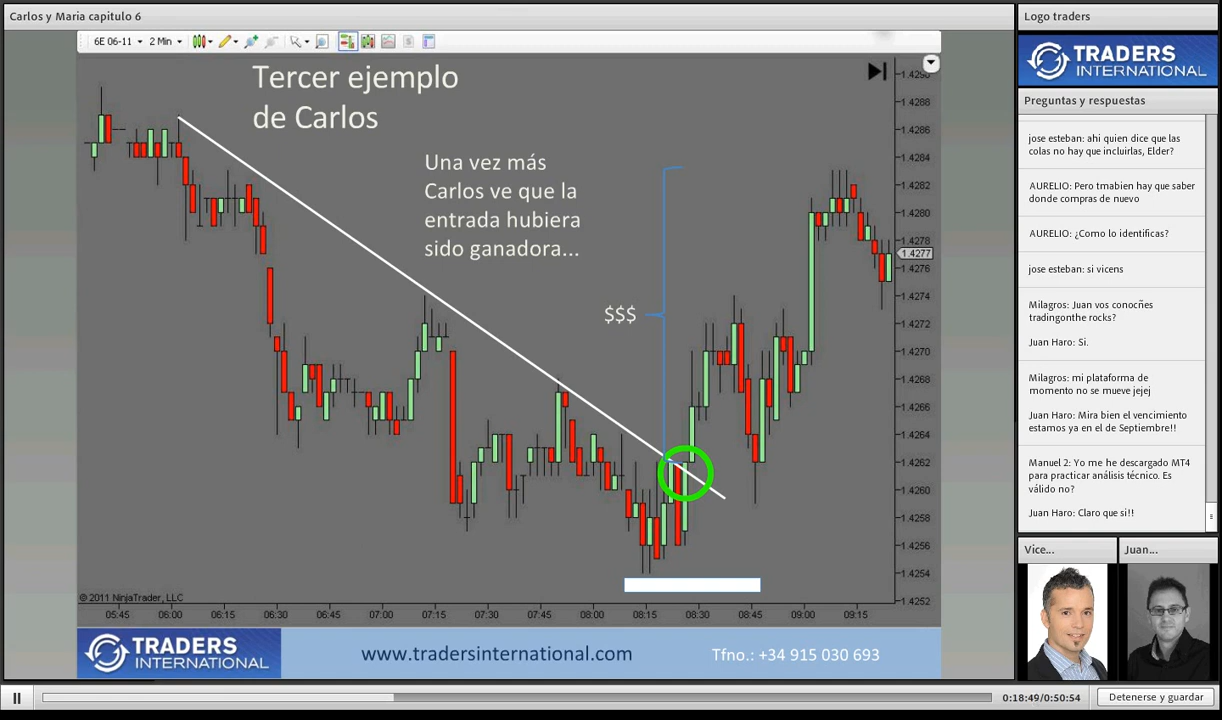 Carlos y Maria capitulo 6
6E 06-11
2 Min
Tercer ejemplo
de Carlos
Una vez más
Carlos ve que la
entrada hubiera
sido ganadora...
$$$
1.4290
1.4288
1.4286
1.4284
1.4282
1.4280
1.4278
1.4277
1.4276
1.4274
1.4272
1.4270
1.4268
1.4266
1.4264
1.4262
1.4260
1.4258
1.4256
1.4254
1.4252
© 2011 NinjaTrader, LLC
05:45 06:00 06:15 06:30 06:45 07:00 07:15 07:30 07:45 08:00 08:15 08:30 08:45 09:00 09:15
TRADERS
INTERNATIONAL
www.tradersinternational.com
Tfno.: +34 915 030 693
Logo traders
TRADERS
INTERNATIONAL
Preguntas y respuestas
jose esteban: ahi quien dice que las
colas no hay que incluirlas, Elder?
AURELIO: Pero tmabien hay que saber
donde compras de nuevo
AURELIO: ¿Como lo identificas?
jose esteban: si vicens
Milagros: Juan vos conocñes
tradingonthe rocks?
Juan Haro: Si.
Milagros: mi plataforma de
momento no se mueve jejej
Juan Haro: Mira bien el vencimiento
estamos ya en el de Septiembre!!
Manuel 2: Yo me he descargado MT4
para practicar análisis técnico. Es
válido no?
Juan Haro: Claro que si!!
Vice...
Juan...
0:18:49/0:50:54
Detenerse y guardar